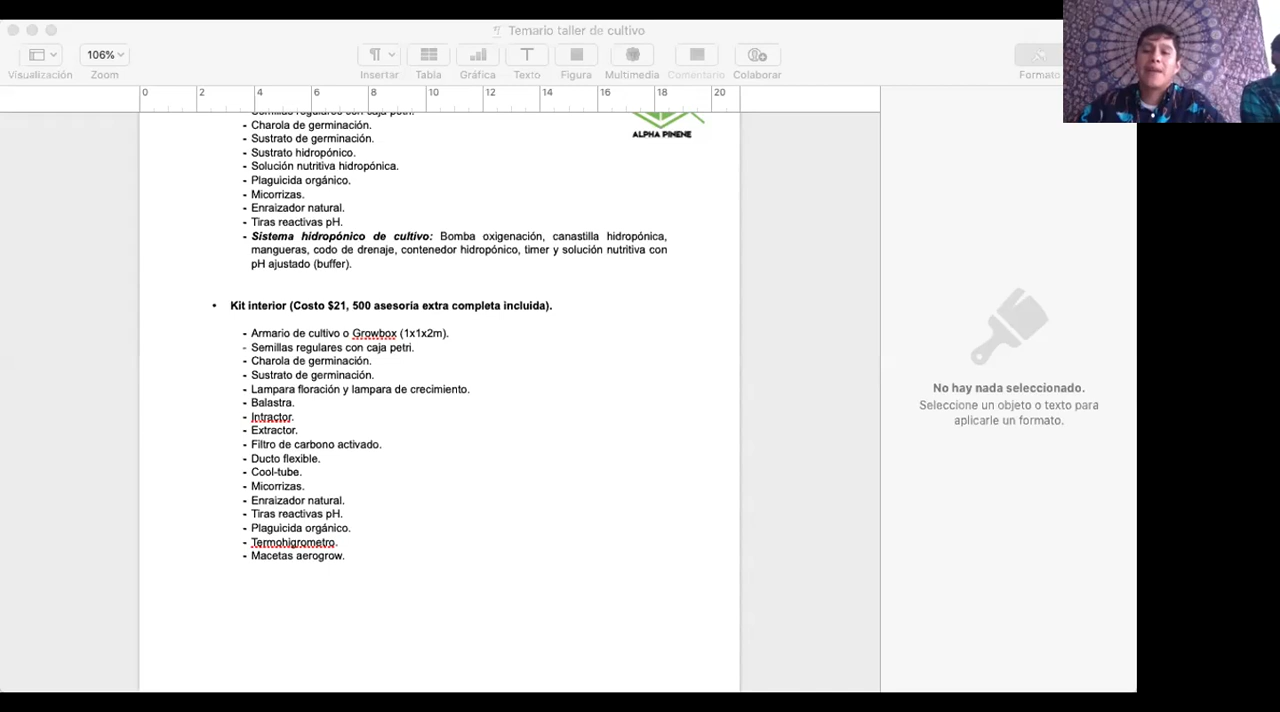 Temario taller de cultivo
106%
Visualización
Zoom
Insertar
Tabla
Gráfica
Texto
Figura
Multimedia
Comentario
Colaborar
Formato
0 2 4 6 8 10 12 14 16 18 20
- Semillas regulares con caja petri.
- Charola de germinación.
- Sustrato de germinación.
- Sustrato hidropónico.
- Solución nutritiva hidropónica.
- Plaguicida orgánico.
- Micorrizas.
- Enraizador natural.
- Tiras reactivas pH.
- Sistema hidropónico de cultivo: Bomba oxigenación, canastilla hidropónica,
mangueras, codo de drenaje, contenedor hidropónico, timer y solución nutritiva con
pH ajustado (buffer).
ALPHA PINENE
• Kit interior (Costo $21, 500 asesoría extra completa incluida).
- Armario de cultivo o Growbox (1x1x2m).
- Semillas regulares con caja petri.
- Charola de germinación.
- Sustrato de germinación.
- Lampara floración y lampara de crecimiento.
- Balastra.
- Intractor.
- Extractor.
- Filtro de carbono activado.
- Ducto flexible.
- Cool-tube.
- Micorrizas.
- Enraizador natural.
- Tiras reactivas pH.
- Plaguicida orgánico.
- Termohigrometro.
- Macetas aerogrow.
No hay nada seleccionado.
Seleccione un objeto o texto para
aplicarle un formato.